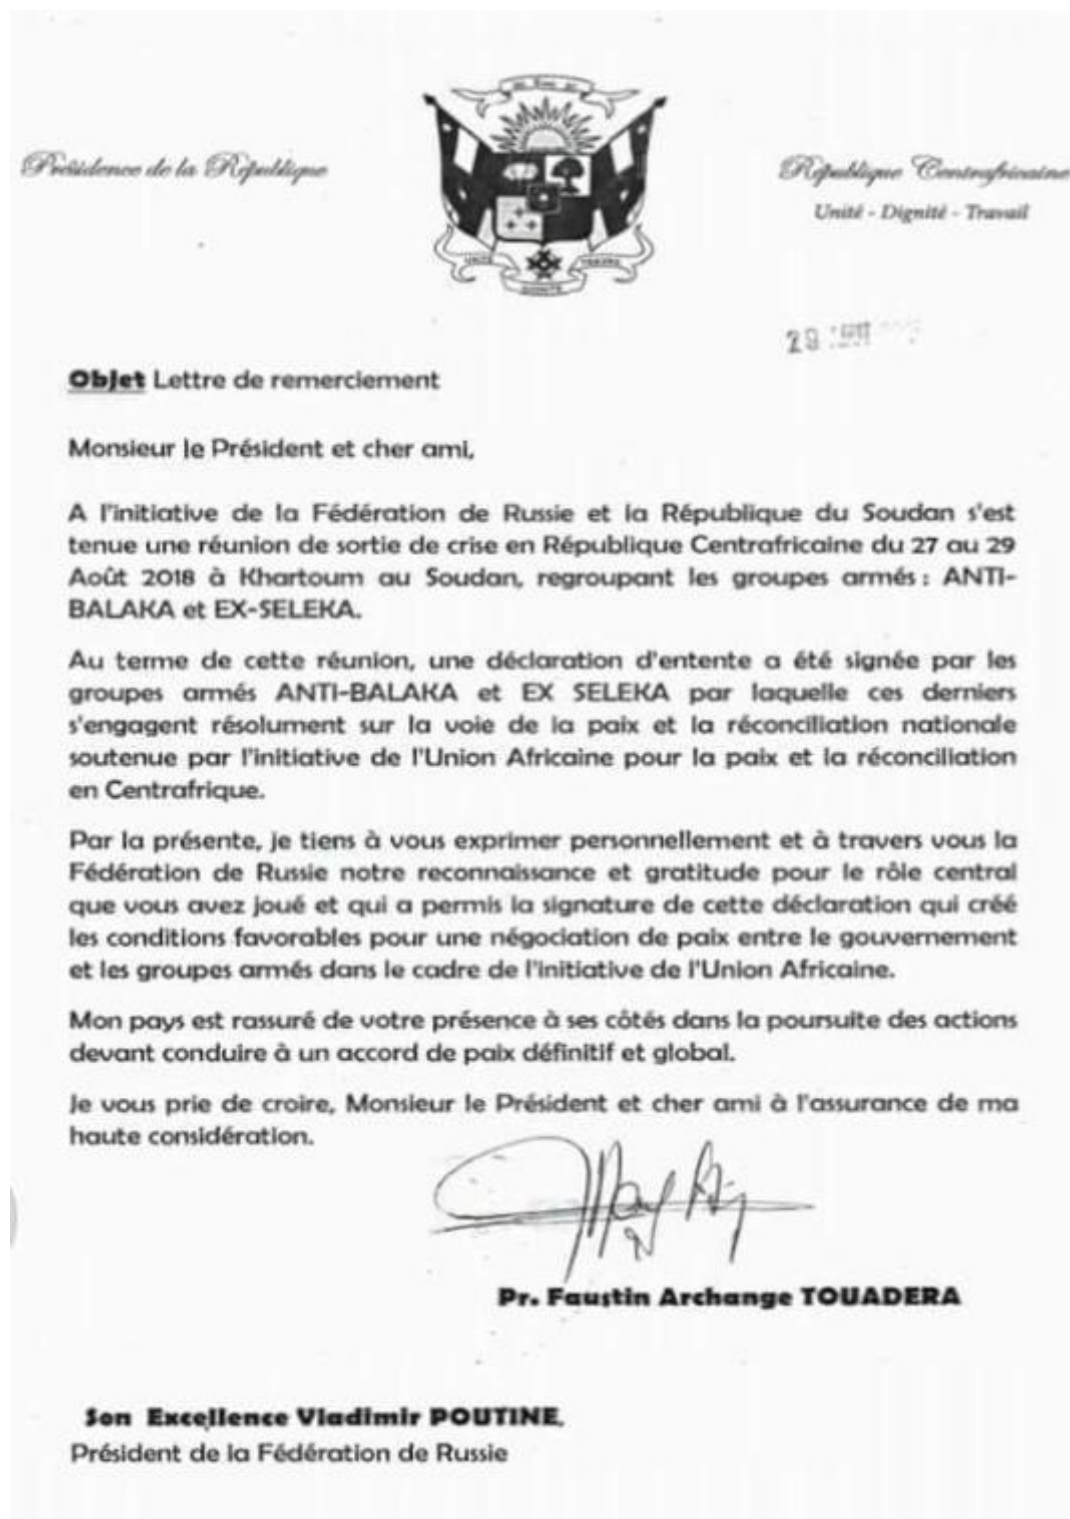 Présidence de la République
République Centrafricaine
Unité - Dignité - Travail
UNITE
TRAVAIL
DIGNITE
29
Objet Lettre de remerciement
Monsieur le Président et cher ami,
A l'initiative de la Fédération de Russie et la République du Soudan s'est
tenue une réunion de sortie de crise en République Centrafricaine du 27 au 29
Août 2018 à Khartoum au Soudan, regroupant les groupes armés : ANTI-
BALAKA et EX-SELEKA.
Au terme de cette réunion, une déclaration d'entente a été signée par les
groupes armés ANTI-BALAKA et EX SELEKA par laquelle ces derniers
s'engagent résolument sur la voie de la paix et la réconciliation nationale
soutenue par l'initiative de l'Union Africaine pour la paix et la réconciliation
en Centrafrique.
Par la présente, je tiens à vous exprimer personnellement et à travers vous la
Fédération de Russie notre reconnaissance et gratitude pour le rôle central
que vous avez joué et qui a permis la signature de cette déclaration qui créé
les conditions favorables pour une négociation de paix entre le gouvernement
et les groupes armés dans le cadre de l'initiative de l'Union Africaine.
Mon pays est rassuré de votre présence à ses côtés dans la poursuite des actions
devant conduire à un accord de paix définitif et global.
Je vous prie de croire, Monsieur le Président et cher ami à l'assurance de ma
haute considération.
Pr. Faustin Archange TOUADERA
Son Excellence Vladimir POUTINE,
Président de la Fédération de Russie